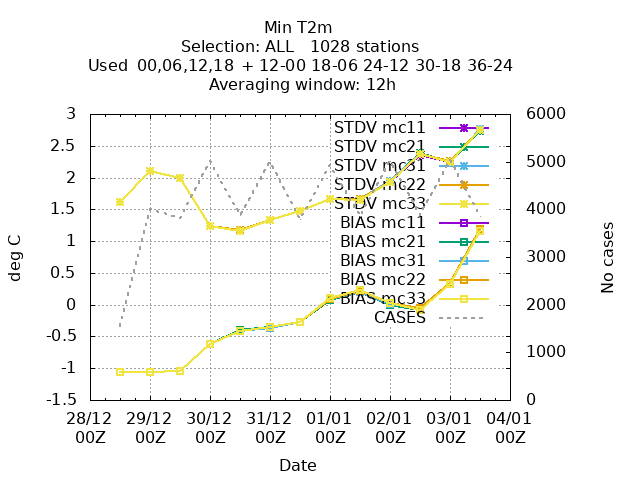 Min T2m
Selection: ALL   1028 stations
Used  00,06,12,18  + 12-00 18-06 24-12 30-18 36-24
Averaging window: 12h
3
2.5
2
1.5
1
0.5
0
-0.5
-1
-1.5
deg C
6000
5000
4000
3000
2000
1000
0
No cases
STDV mc11
STDV mc21
STDV mc31
STDV mc22
STDV mc33
BIAS mc11
BIAS mc21
BIAS mc31
BIAS mc22
BIAS mc33
CASES
28/12 29/12 30/12 31/12 01/01 02/01 03/01 04/01
00Z 00Z 00Z 00Z 00Z 00Z 00Z 00Z
Date